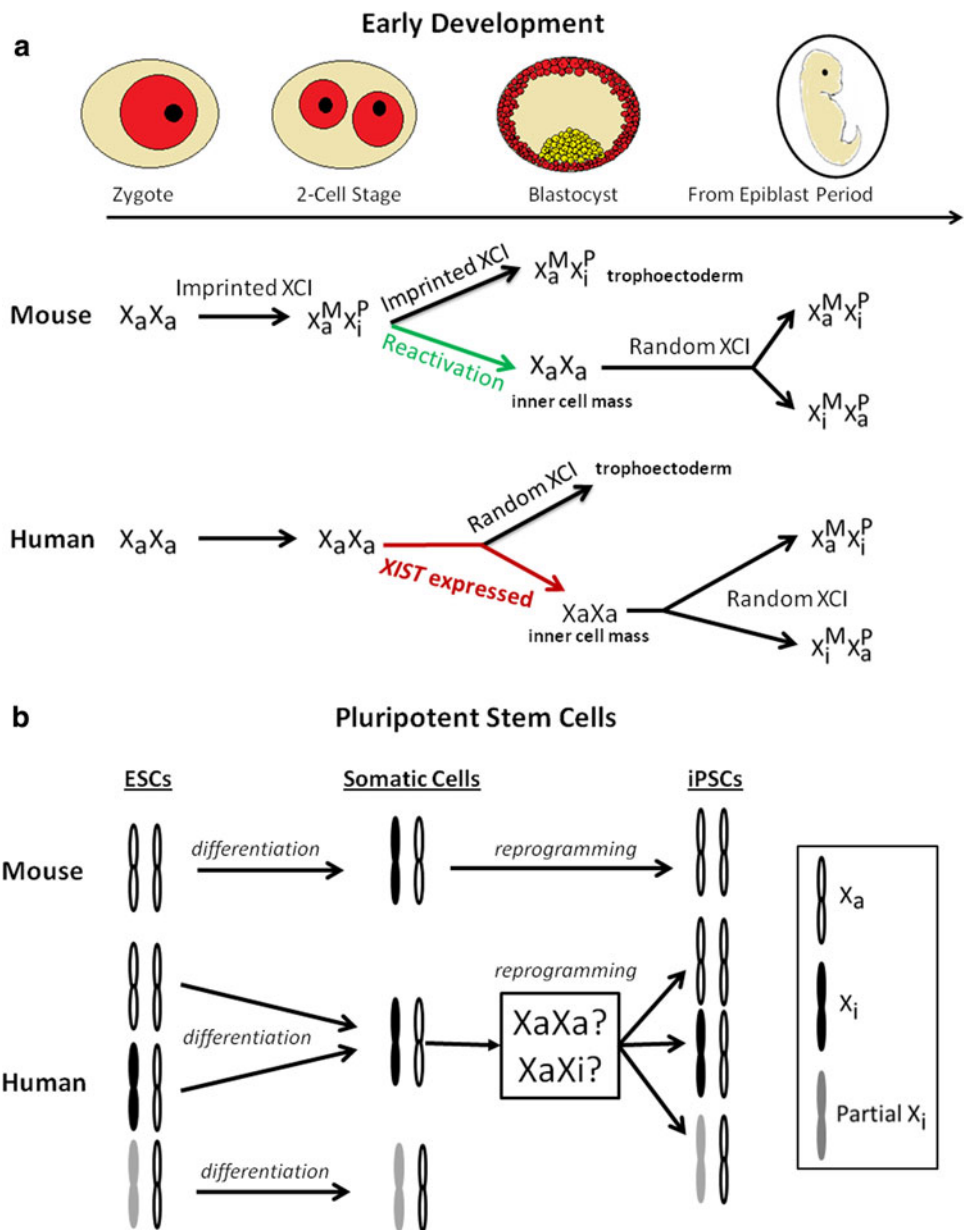 Early Development
a
Zygote 2-Cell Stage Blastocyst From Epiblast Period
Mouse
XaXa
Imprinted XCI
XaMXiP
Imprinted XCI
XaMXiP trophoectoderm
Reactivation
XaXa
inner cell mass
Random XCI
XaMXiP
XiMXaP
Human
XaXa
XaXa
XIST expressed
Random XCI
trophoectoderm
XaXa
inner cell mass
Random XCI
XaMXiP
XiMXaP
b
Pluripotent Stem Cells
ESCs Somatic Cells iPSCs
Mouse
differentiation
reprogramming
Human
differentiation
reprogramming
XaXa?
XaXi?
differentiation
Xa
Xi
Partial Xi